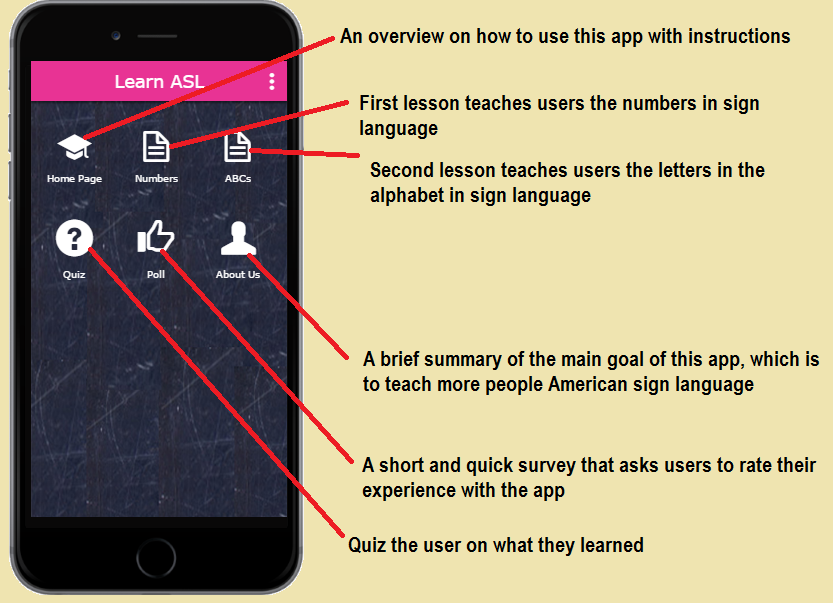 Learn ASL
Home Page
Numbers
ABCs
Quiz
Poll
About Us
An overview on how to use this app with instructions
First lesson teaches users the numbers in sign
language
Second lesson teaches users the letters in the
alphabet in sign language
A brief summary of the main goal of this app, which is
to teach more people American sign language
A short and quick survey that asks users to rate their
experience with the app
Quiz the user on what they learned